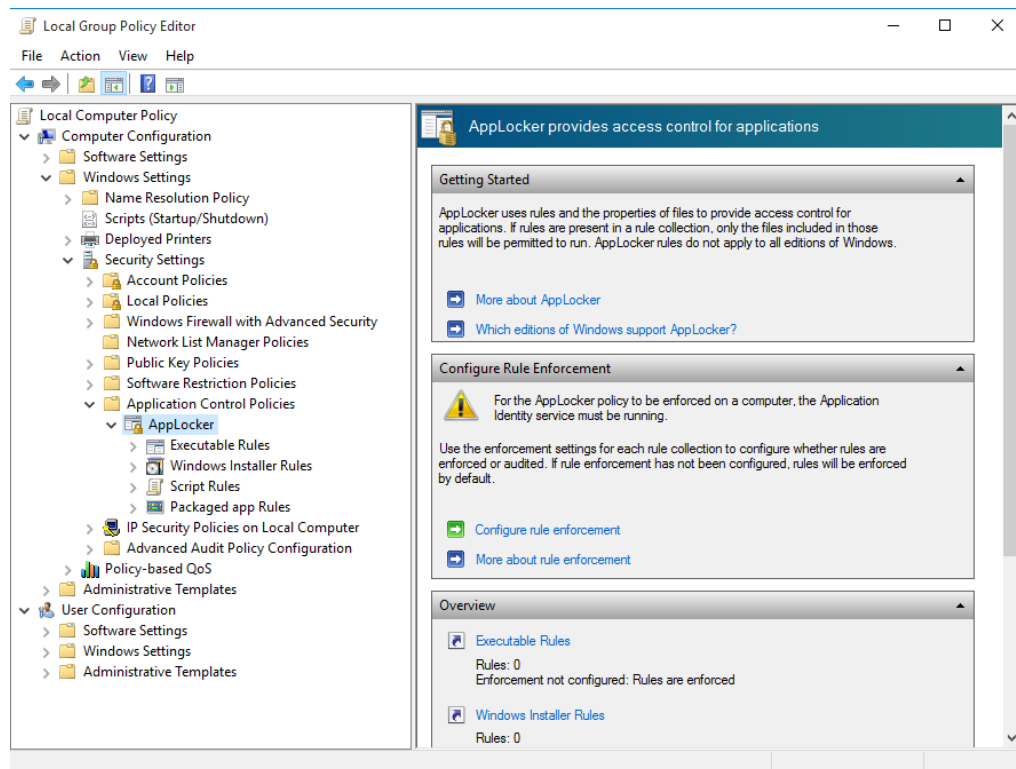 Local Group Policy Editor
File Action View Help
Local Computer Policy
Computer Configuration
Software Settings
Windows Settings
Name Resolution Policy
Scripts (Startup/Shutdown)
Deployed Printers
Security Settings
Account Policies
Local Policies
Windows Firewall with Advanced Security
Network List Manager Policies
Public Key Policies
Software Restriction Policies
Application Control Policies
AppLocker
Executable Rules
Windows Installer Rules
Script Rules
Packaged app Rules
IP Security Policies on Local Computer
Advanced Audit Policy Configuration
Policy-based QoS
Administrative Templates
User Configuration
Software Settings
Windows Settings
Administrative Templates
AppLocker provides access control for applications
Getting Started
AppLocker uses rules and the properties of files to provide access control for
applications. If rules are present in a rule collection, only the files included in those
rules will be permitted to run. AppLocker rules do not apply to all editions of Windows.
More about AppLocker
Which editions of Windows support AppLocker?
Configure Rule Enforcement
For the AppLocker policy to be enforced on a computer, the Application
Identity service must be running.
Use the enforcement settings for each rule collection to configure whether rules are
enforced or audited. If rule enforcement has not been configured, rules will be enforced
by default.
Configure rule enforcement
More about rule enforcement
Overview
Executable Rules
Rules: 0
Enforcement not configured: Rules are enforced
Windows Installer Rules
Rules: 0